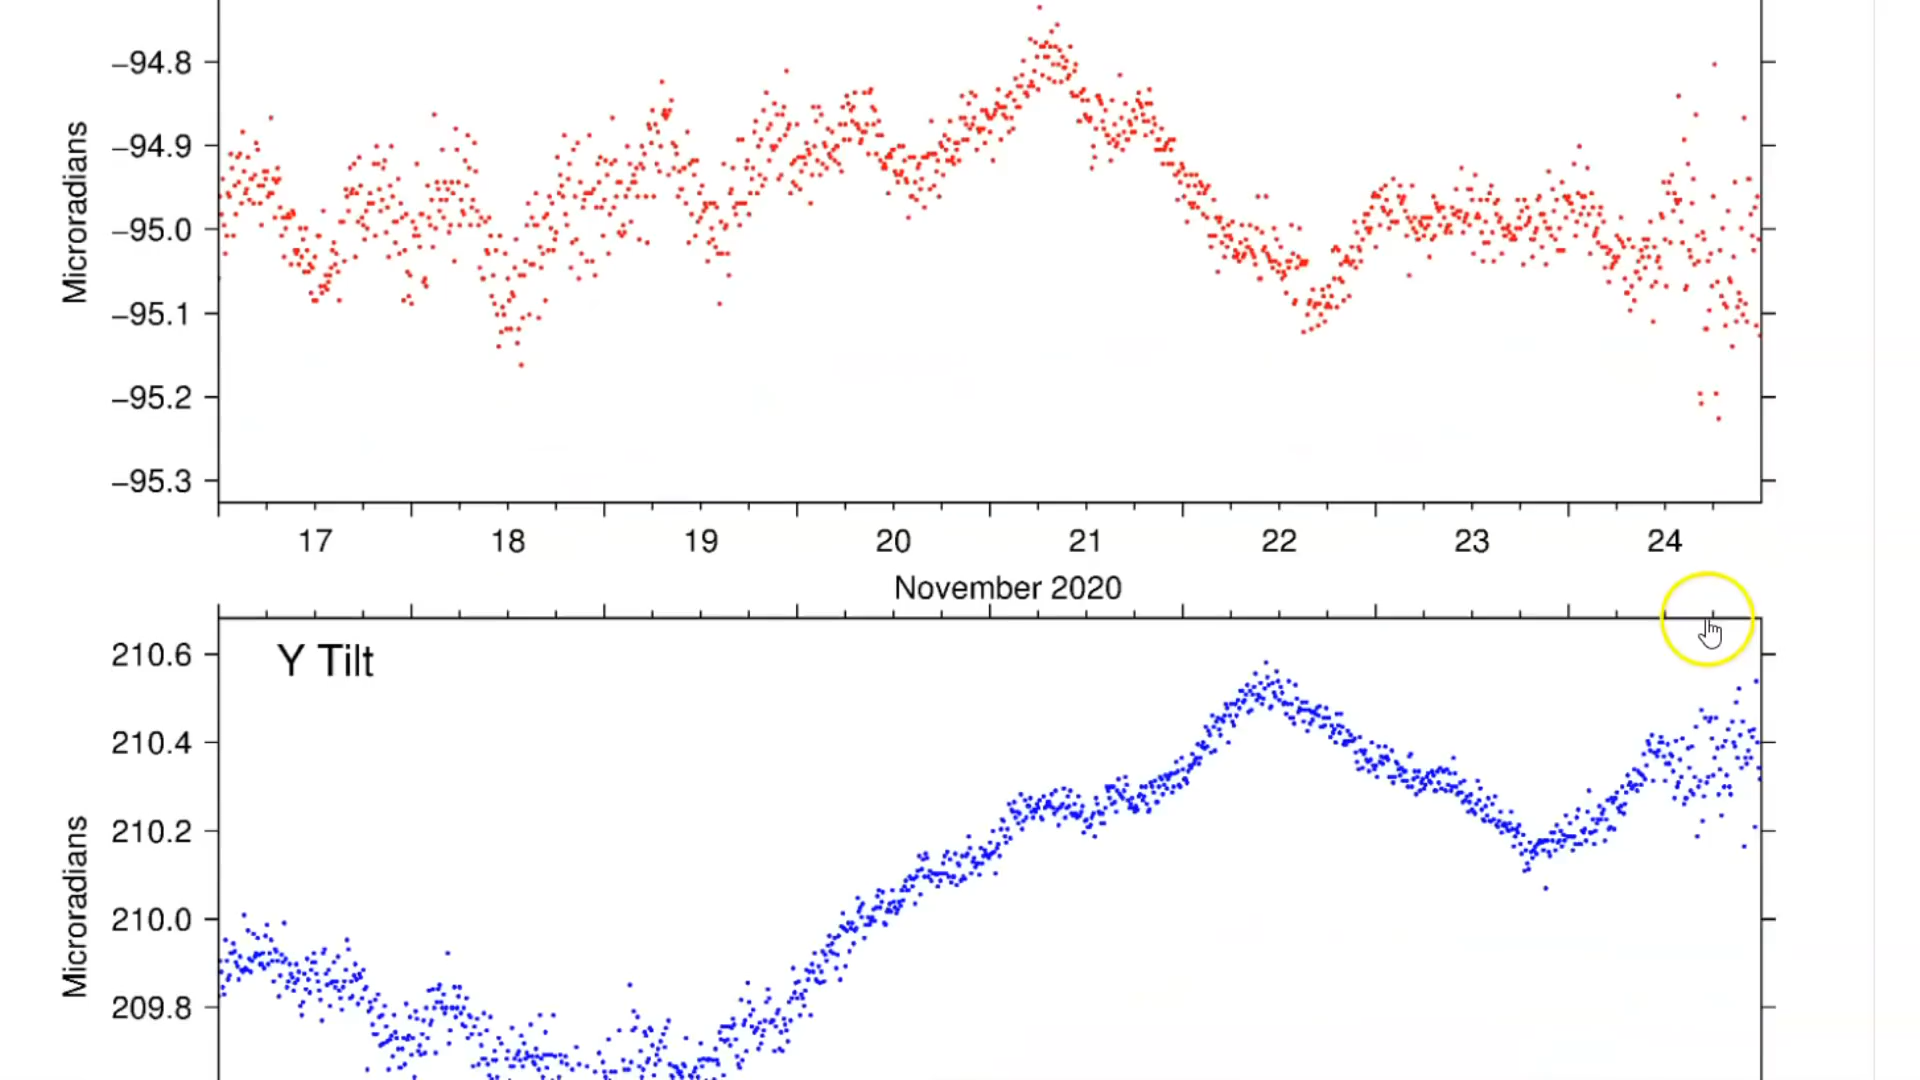 −94.8
−94.9
−95.0
−95.1
−95.2
−95.3
Microradians
17 18 19 20 21 22 23 24
November 2020
Y Tilt
210.6
210.4
210.2
210.0
209.8
Microradians